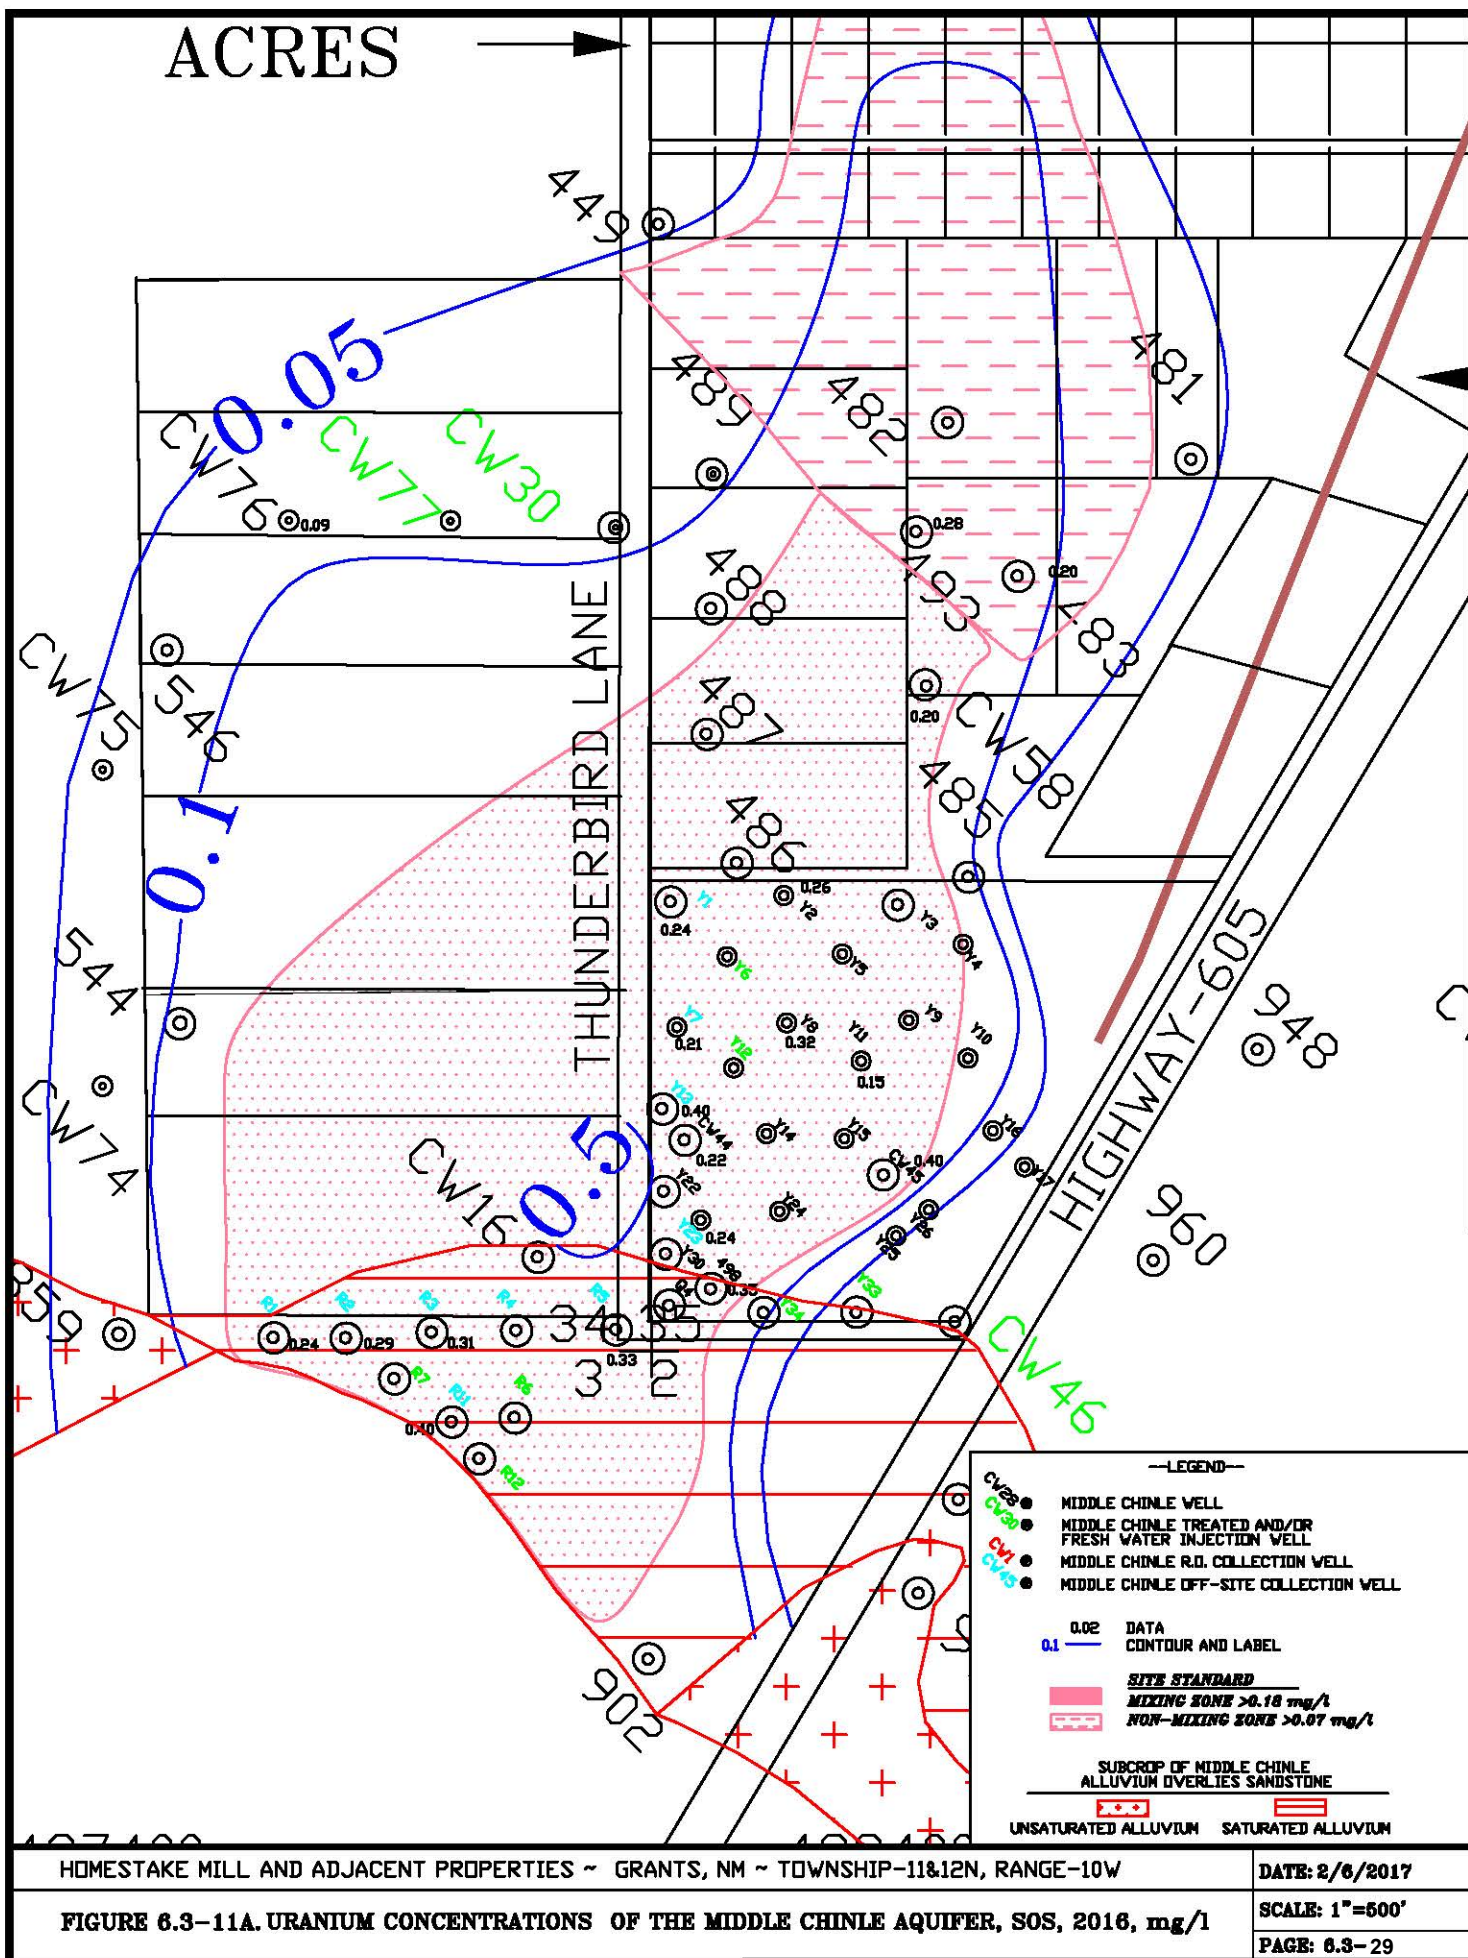 ACRES
449
0.05
489
482
481
CW76
0.09
CW77
CW30
488
0.28
493
0.20
483
CW75
546
487
0.20
CW58
485
0.1
THUNDERBIRD LANE
486
Y1
0.24
0.26
Y2
Y3
Y4
Y5
Y6
544
Y7
0.21
Y8
0.32
Y9
Y10
Y11
0.15
Y12
HIGHWAY-605
948
CW74
Y13
0.40
CW44
0.22
Y14
Y15
Y16
Y17
CW16
0.5
Y22
Y23
0.24
Y24
CW45
0.40
Y25
Y26
960
859
Y30
498
0.35
Y33
Y34
R1
0.24
R2
0.29
R3
0.31
R4
R5
34 35
0.33
3 2
CW46
R7
R11
0.40
R6
R12
902
--LEGEND--
CW28 MIDDLE CHINLE WELL
CW30 MIDDLE CHINLE TREATED AND/OR
FRESH WATER INJECTION WELL
CW1 MIDDLE CHINLE R.O. COLLECTION WELL
CW45 MIDDLE CHINLE OFF-SITE COLLECTION WELL
0.02 DATA
0.1 CONTOUR AND LABEL
SITE STANDARD
MIXING ZONE >0.18 mg/l
NON-MIXING ZONE >0.07 mg/l
SUBCROP OF MIDDLE CHINLE
ALLUVIUM OVERLIES SANDSTONE
UNSATURATED ALLUVIUM SATURATED ALLUVIUM
HOMESTAKE MILL AND ADJACENT PROPERTIES ~ GRANTS, NM ~ TOWNSHIP-11&12N, RANGE-10W
DATE: 2/6/2017
FIGURE 6.3-11A. URANIUM CONCENTRATIONS OF THE MIDDLE CHINLE AQUIFER, SOS, 2016, mg/l
SCALE: 1"=500'
PAGE: 6.3-29